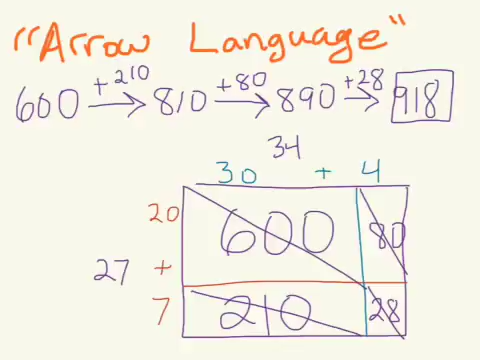 "Arrow Language"
+210 +80 +28
600 → 810 → 890 → 918
34
30 + 4
20 600 80
27 +
7 210 28